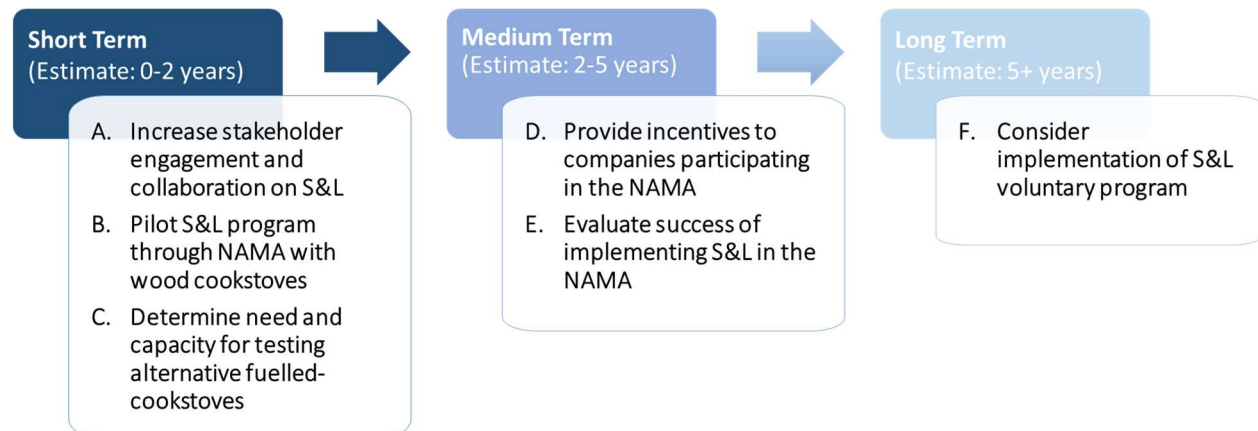 Short Term
(Estimate: 0-2 years)
A. Increase stakeholder
engagement and
collaboration on S&L
B. Pilot S&L program
through NAMA with
wood cookstoves
C. Determine need and
capacity for testing
alternative fuelled-
cookstoves
Medium Term
(Estimate: 2-5 years)
D. Provide incentives to
companies participating
in the NAMA
E. Evaluate success of
implementing S&L in the
NAMA
Long Term
(Estimate: 5+ years)
F. Consider
implementation of S&L
voluntary program